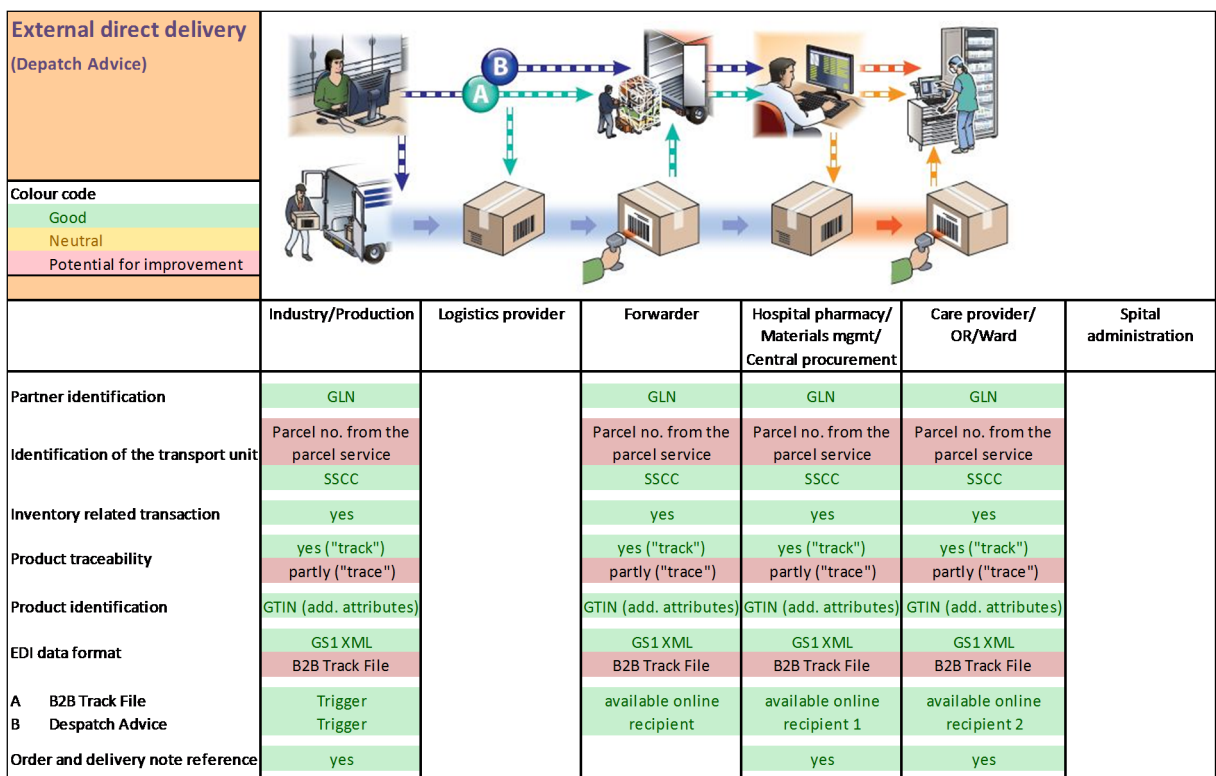 External direct delivery
(Depatch Advice)
B
A
Colour code
Good
Neutral
Potential for improvement
Industry/Production
Logistics provider
Forwarder
Hospital pharmacy/
Materials mgmt/
Central procurement
Care provider/
OR/Ward
Spital
administration
Partner identification
GLN
GLN
GLN
GLN
Identification of the transport unit
Parcel no. from the
parcel service
SSCC
Parcel no. from the
parcel service
SSCC
Parcel no. from the
parcel service
SSCC
Parcel no. from the
parcel service
SSCC
Inventory related transaction
yes
yes
yes
yes
Product traceability
yes ("track")
partly ("trace")
yes ("track")
partly ("trace")
yes ("track")
partly ("trace")
yes ("track")
partly ("trace")
Product identification
GTIN (add. attributes)
GTIN (add. attributes)
GTIN (add. attributes)
GTIN (add. attributes)
EDI data format
GS1 XML
B2B Track File
GS1 XML
B2B Track File
GS1 XML
B2B Track File
GS1 XML
B2B Track File
A B2B Track File
Trigger
available online
available online
available online
B Despatch Advice
Trigger
recipient
recipient 1
recipient 2
Order and delivery note reference
yes
yes
yes